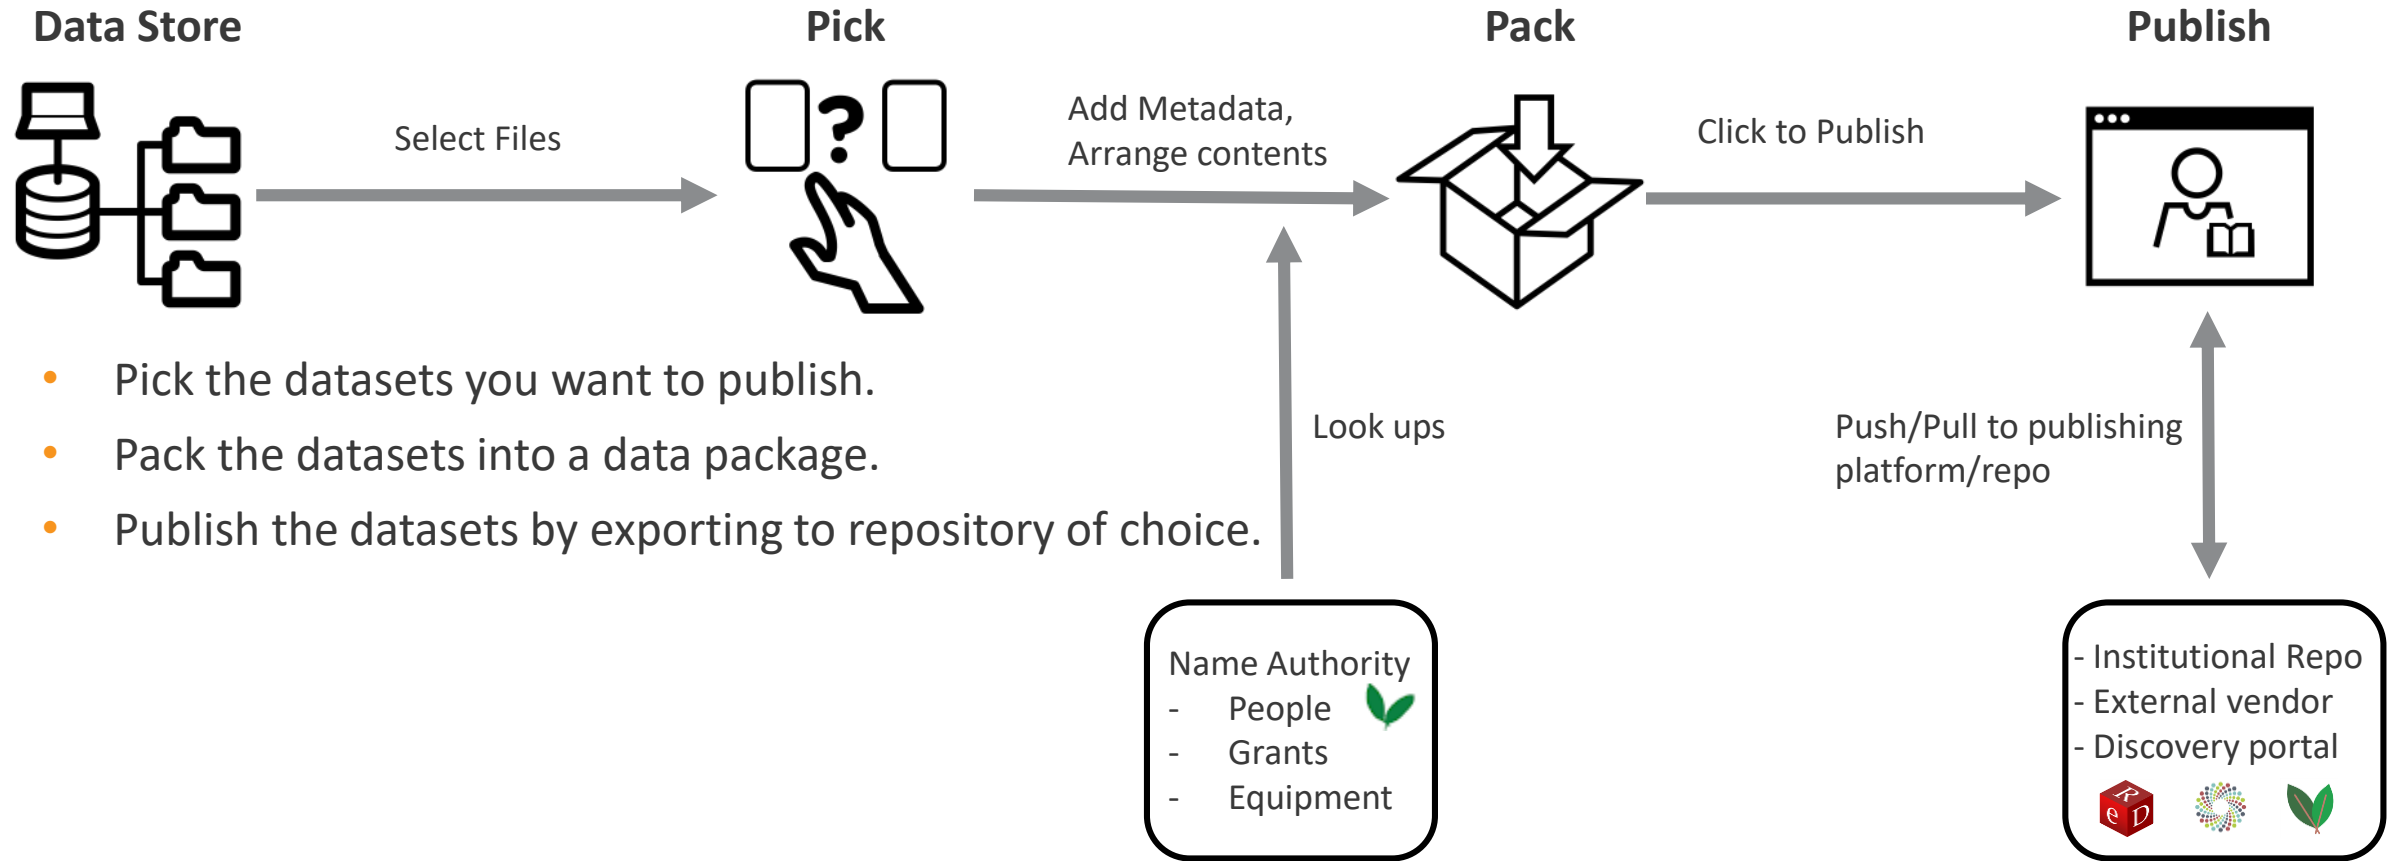 Data Store
Pick
Pack
Publish
Select Files
?
Add Metadata,
Arrange contents
Click to Publish
• Pick the datasets you want to publish.
• Pack the datasets into a data package.
• Publish the datasets by exporting to repository of choice.
Look ups
Push/Pull to publishing
platform/repo
Name Authority
- People
- Grants
- Equipment
- Institutional Repo
- External vendor
- Discovery portal
R e D